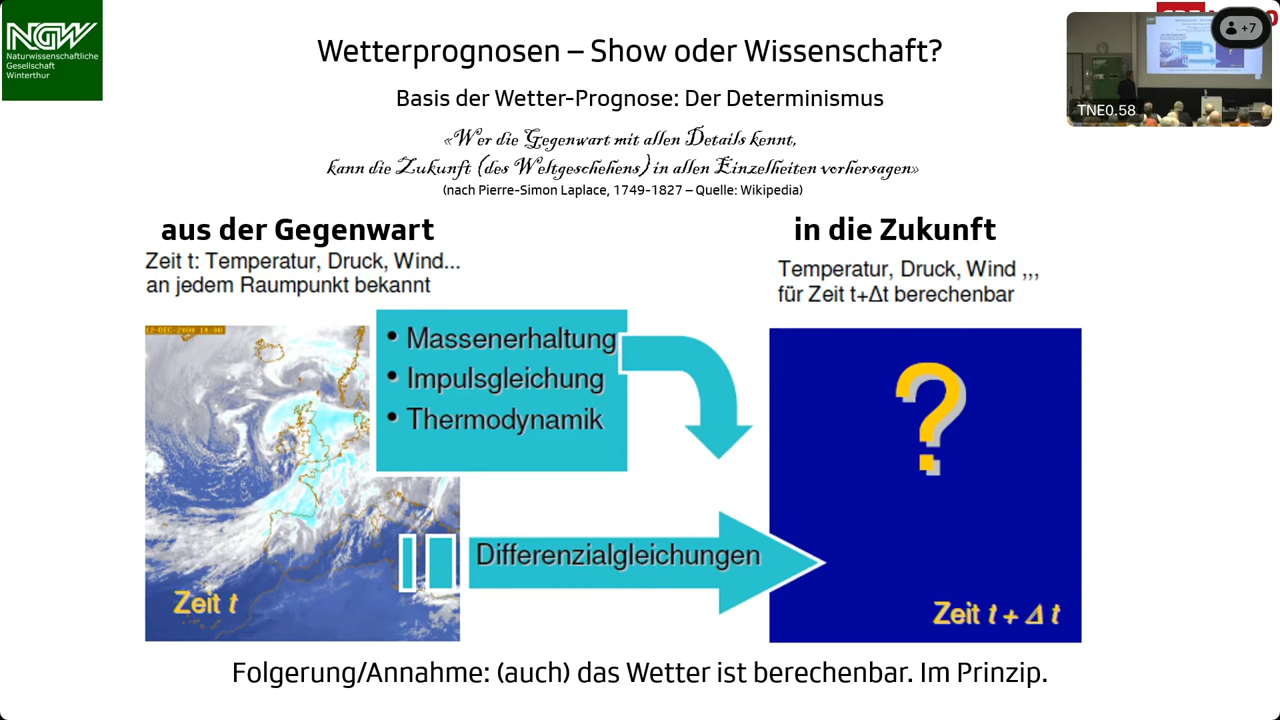 NGW
Naturwissenschaftliche
Gesellschaft
Winterthur
Wetterprognosen – Show oder Wissenschaft?
+7
TNE0.58
Basis der Wetter-Prognose: Der Determinismus
«Wer die Gegenwart mit allen Details kennt,
kann die Zukunft (des Weltgeschehens) in allen Einzelheiten vorhersagen»
(nach Pierre-Simon Laplace, 1749-1827 – Quelle: Wikipedia)
aus der Gegenwart
Zeit t: Temperatur, Druck, Wind...
an jedem Raumpunkt bekannt
in die Zukunft
Temperatur, Druck, Wind ,,,
für Zeit t+Δt berechenbar
• Massenerhaltung
• Impulsgleichung
• Thermodynamik
?
Differenzialgleichungen
Zeit t
Zeit t + Δ t
Folgerung/Annahme: (auch) das Wetter ist berechenbar. Im Prinzip.